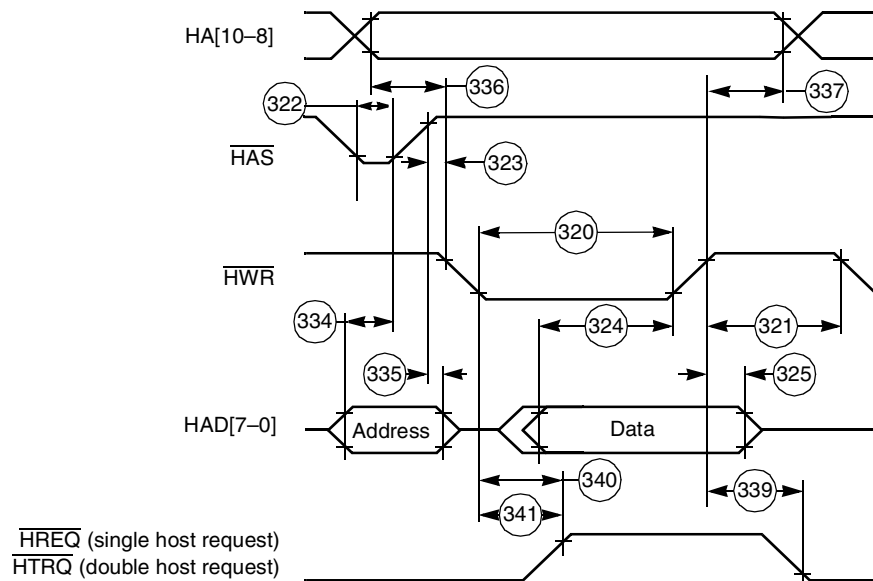 HA[10–8]
336
337
322
HAS
323
320
HWR
334
324
321
335
325
HAD[7–0]
Address
Data
340
341
339
HREQ (single host request)
HTRQ (double host request)